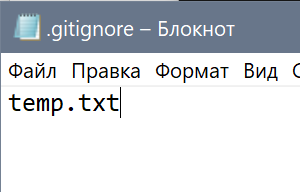 .gitignore – Блокнот
Файл Правка Формат Вид
temp.txt